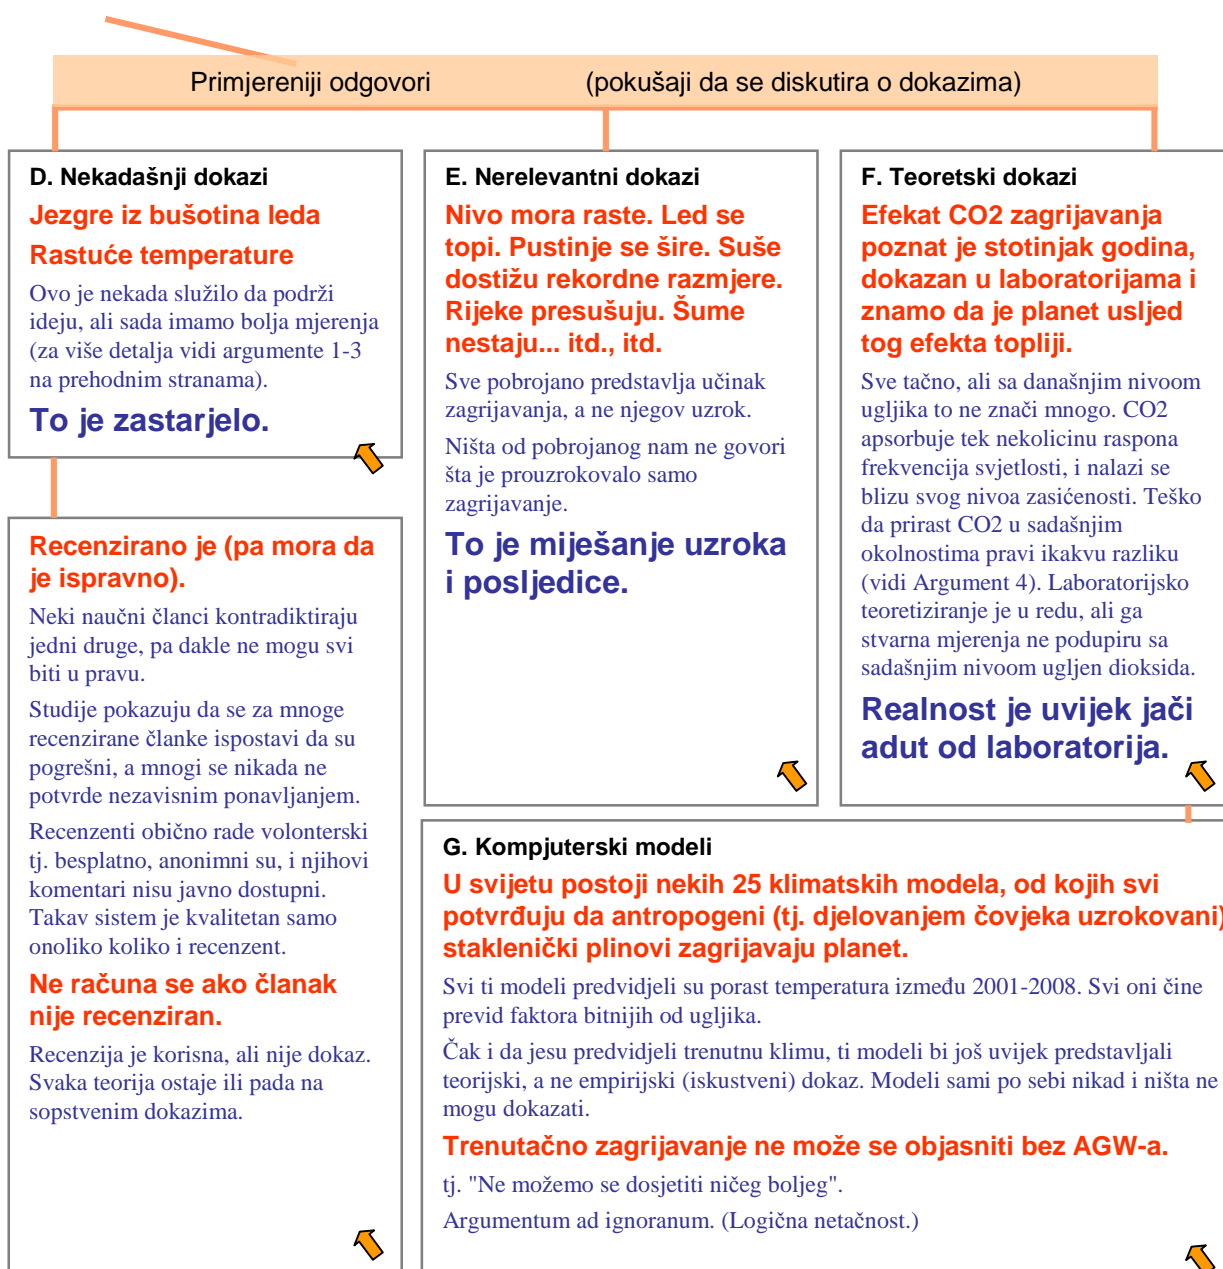 Primjereniji odgovori (pokušaji da se diskutira o dokazima)
D. Nekadašnji dokazi
Jezgre iz bušotina leda
Rastuće temperature
Ovo je nekada služilo da podrži
ideju, ali sada imamo bolja mjerenja
(za više detalja vidi argumente 1-3
na prehodnim stranama).
To je zastarjelo.
Recenzirano je (pa mora da
je ispravno).
Neki naučni članci kontradiktiraju
jedni druge, pa dakle ne mogu svi
biti u pravu.
Studije pokazuju da se za mnoge
recenzirane članke ispostavi da su
pogrešni, a mnogi se nikada ne
potvrde nezavisnim ponavljanjem.
Recenzenti obično rade volonterski
tj. besplatno, anonimni su, i njihovi
komentari nisu javno dostupni.
Takav sistem je kvalitetan samo
onoliko koliko i recenzent.
Ne računa se ako članak
nije recenziran.
Recenzija je korisna, ali nije dokaz.
Svaka teorija ostaje ili pada na
sopstvenim dokazima.
E. Nerelevantni dokazi
Nivo mora raste. Led se
topi. Pustinje se šire. Suše
dostižu rekordne razmjere.
Rijeke presušuju. Šume
nestaju... itd., itd.
Sve pobrojano predstavlja učinak
zagrijavanja, a ne njegov uzrok.
Ništa od pobrojanog nam ne govori
šta je prouzrokovalo samo
zagrijavanje.
To je miješanje uzroka
i posljedice.
F. Teoretski dokazi
Efekat CO2 zagrijavanja
poznat je stotinjak godina,
dokazan u laboratorijama i
znamo da je planet usljed
tog efekta topliji.
Sve tačno, ali sa današnjim nivoom
ugljika to ne znači mnogo. CO2
apsorbuje tek nekolicinu raspona
frekvencija svjetlosti, i nalazi se
blizu svog nivoa zasićenosti. Teško
da prirast CO2 u sadašnjim
okolnostima pravi ikakvu razliku
(vidi Argument 4). Laboratorijsko
teoretiziranje je u redu, ali ga
stvarna mjerenja ne podupiru sa
sadašnjim nivoom ugljen dioksida.
Realnost je uvijek jači
adut od laboratorija.
G. Kompjuterski modeli
U svijetu postoji nekih 25 klimatskih modela, od kojih svi
potvrđuju da antropogeni (tj. djelovanjem čovjeka uzrokovani)
staklenički plinovi zagrijavaju planet.
Svi ti modeli predvidjeli su porast temperatura između 2001-2008. Svi oni čine
previd faktora bitnijih od ugljika.
Čak i da jesu predvidjeli trenutnu klimu, ti modeli bi još uvijek predstavljali
teorijski, a ne empirijski (iskustveni) dokaz. Modeli sami po sebi nikad i ništa ne
mogu dokazati.
Trenutačno zagrijavanje ne može se objasniti bez AGW-a.
tj. "Ne možemo se dosjetiti ničeg boljeg".
Argumentum ad ignoranum. (Logična netačnost.)